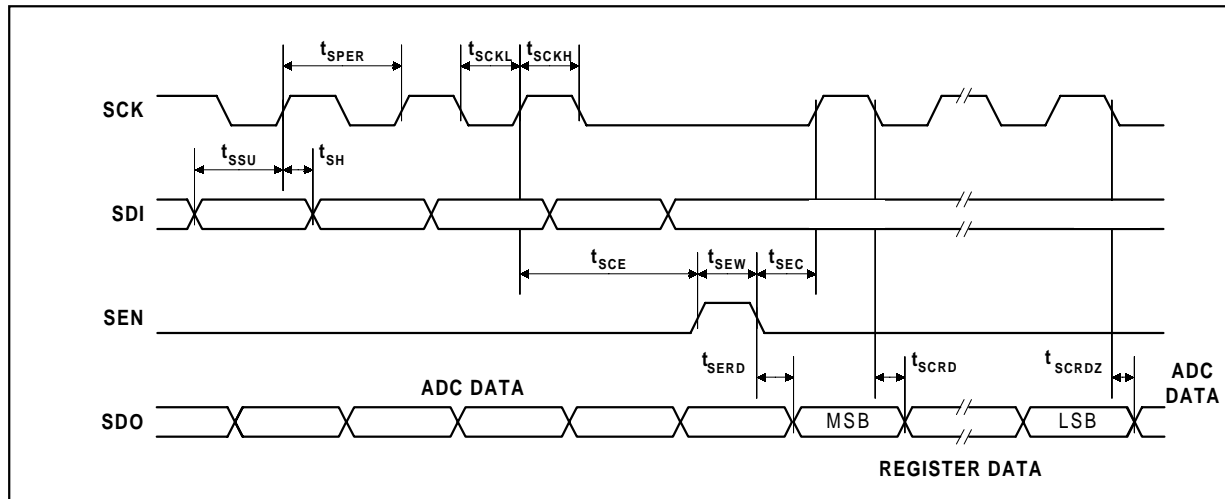 tSPER
tSCKL
tSCKH
SCK
tSSU
tSH
SDI
tSCE
tSEW
tSEC
SEN
tSERD
tSCRD
tSCRDZ
ADC DATA
ADC
DATA
SDO
MSB
LSB
REGISTER DATA